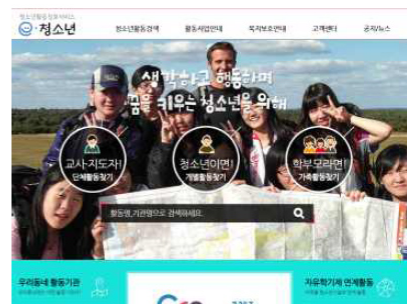 청소년활동정보서비스
e 청소년
청소년활동검색 활동사업안내 복지보호안내 고객센터 공지/뉴스
생각하고 행동하며
꿈을 키우는 청소년을 위해
교사·지도자!
단체활동찾기
청소년이면!
개별활동찾기
학부모라면!
가족활동찾기
활동명, 기관명으로 검색하세요.
우리동네 활동기관
자유학기제 연계활동